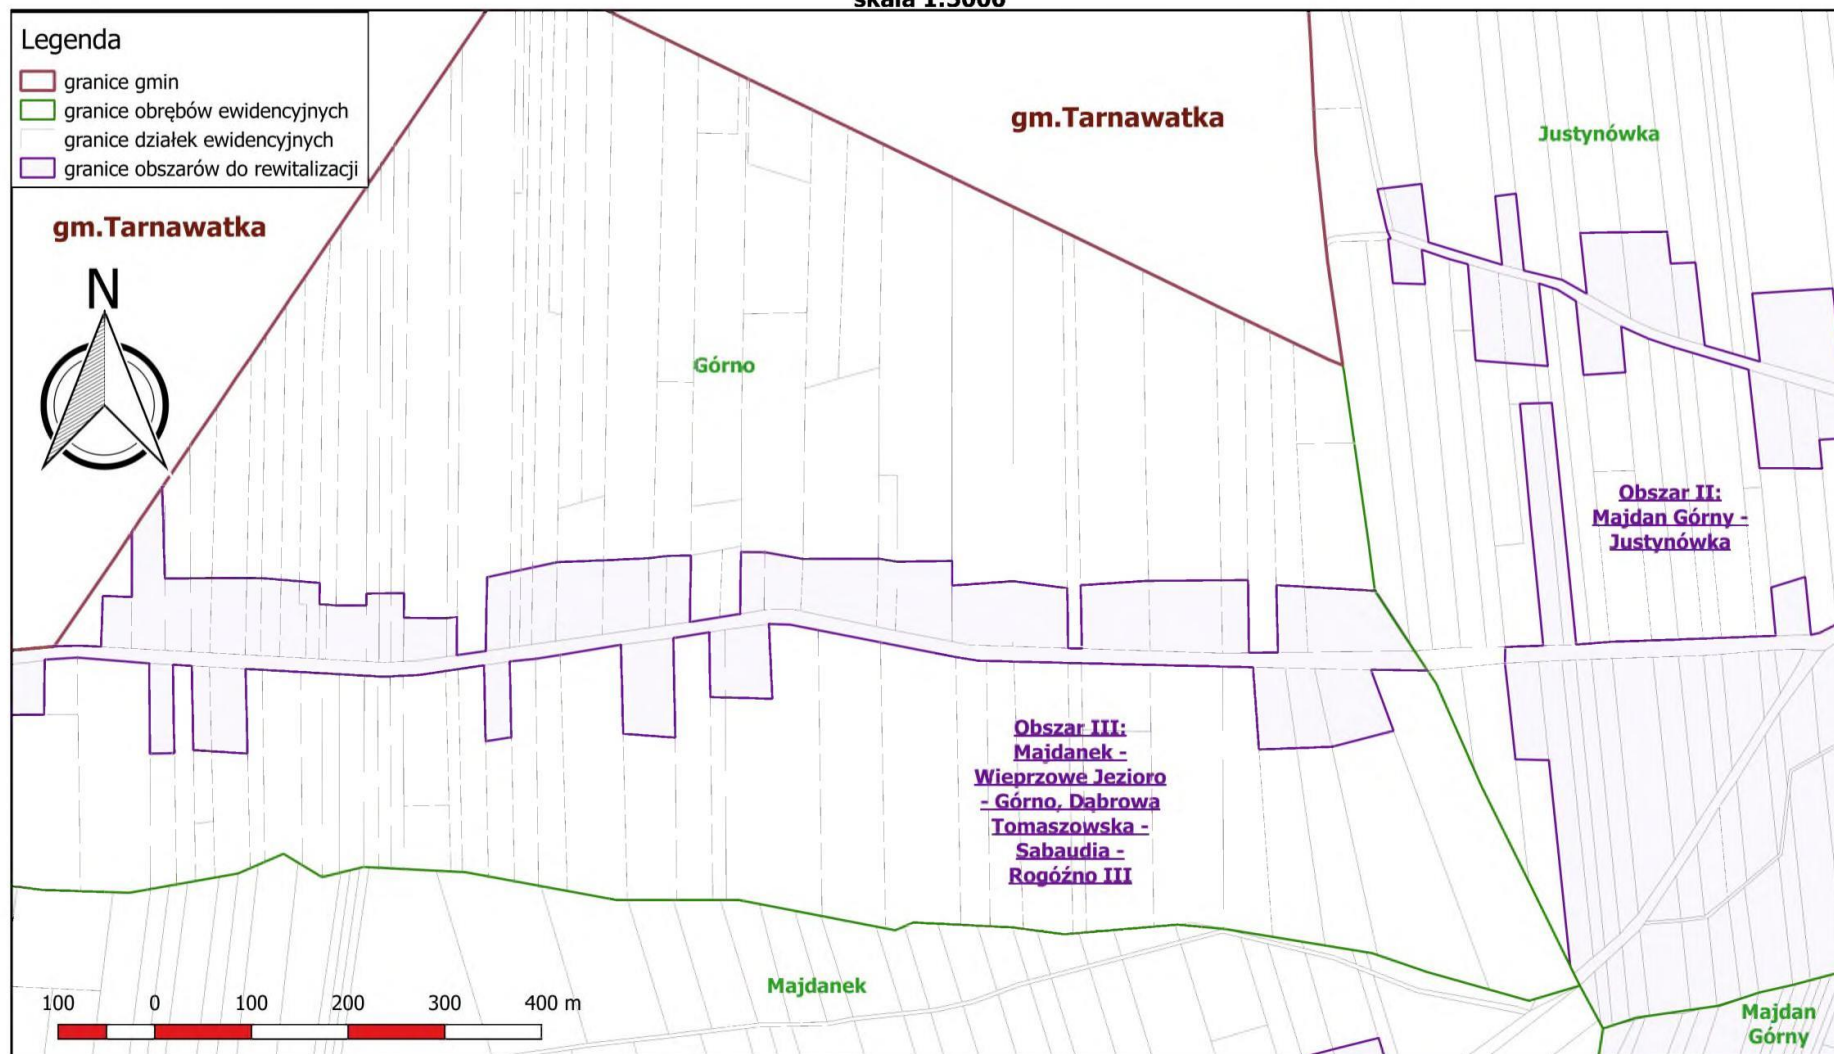 skala 1:5000
Legenda
granice gmin
granice obrębów ewidencyjnych
granice działek ewidencyjnych
granice obszarów do rewitalizacji
gm.Tarnawatka
gm.Tarnawatka
Justynówka
N
Górno
Obszar II:
Majdan Górny -
Justynówka
Obszar III:
Majdanek -
Wieprzowe Jezioro
- Górno, Dąbrowa
Tomaszowska -
Sabaudia -
Rogóźno III
Majdanek
100 0 100 200 300 400 m
Majdan
Górny